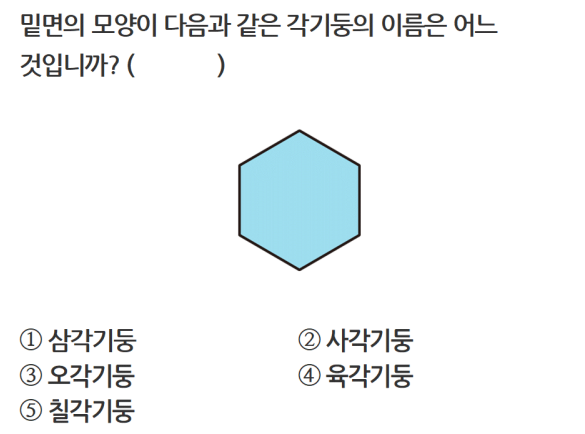 밑면의 모양이 다음과 같은 각기둥의 이름은 어느
것입니까? (        )
① 삼각기둥 ② 사각기둥
③ 오각기둥 ④ 육각기둥
⑤ 칠각기둥